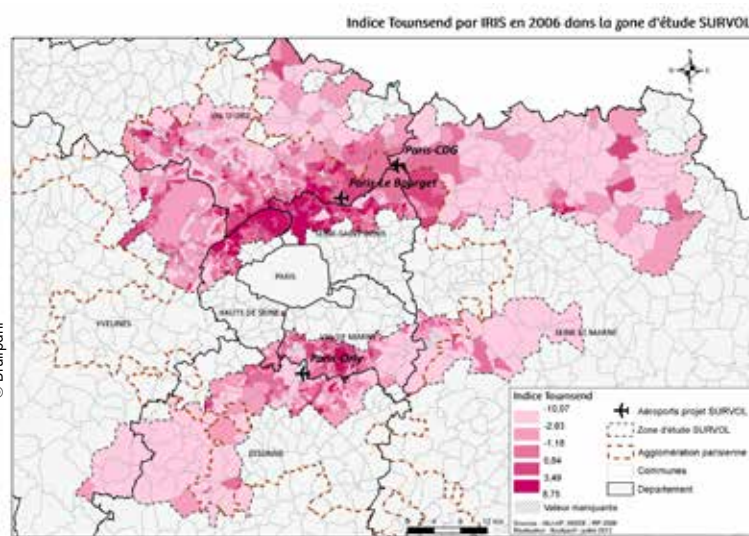 Indice Townsend par IRIS en 2006 dans la zone d'étude SURVOL
VAL D'OISE
Paris-CDG
Paris-Le Bourget
SEINE-SAINT-DENIS
PARIS
YVELINES
HAUTS DE SEINE
VAL DE MARNE
SEINE ET MARNE
Paris-Orly
ESSONNE
Indice Townsend
-10,97
-2,63
-1,18
0,84
3,49
8,75
Valeur manquante
Aéroports projet SURVOL
Zone d'étude SURVOL
Agglomération parisienne
Communes
Departement
© Bruitparif